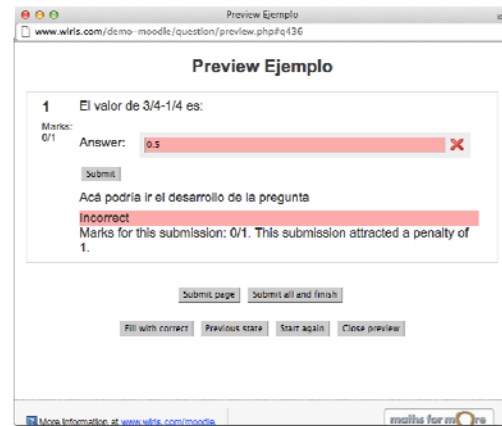 Preview Ejemplo
www.wiris.com/demo-moodle/question/preview.php#q436
Preview Ejemplo
1 El valor de 3/4-1/4 es:
Marks:
0/1
Answer: 0.5
Submit
Acá podría ir el desarrollo de la pregunta
Incorrect
Marks for this submission: 0/1. This submission attracted a penalty of
1.
Submit page Submit all and finish
Fill with correct Previous state Start again Close preview
More information at www.wiris.com/moodle
maths for more